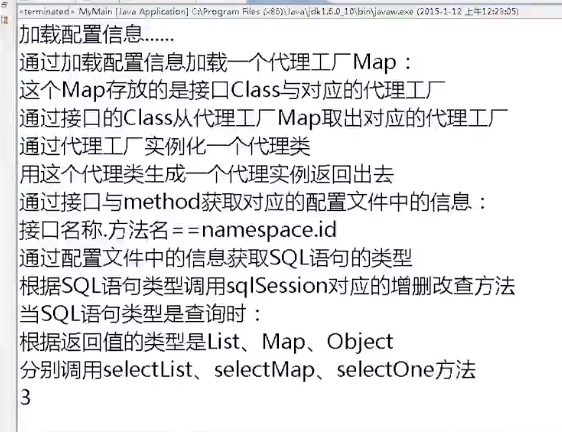 <terminated> MyMain [Java Application] C:\Program Files (x86)\Java\jdk1.6.0_10\bin\javaw.exe (2015-1-12 上午12:23:05)
加载配置信息......
通过加载配置信息加载一个代理工厂Map：
这个Map存放的是接口Class与对应的代理工厂
通过接口的Class从代理工厂Map取出对应的代理工厂
通过代理工厂实例化一个代理类
用这个代理类生成一个代理实例返回出去
通过接口与method获取对应的配置文件中的信息：
接口名称.方法名==namespace.id
通过配置文件中的信息获取SQL语句的类型
根据SQL语句类型调用sqlSession对应的增删改查方法
当SQL语句类型是查询时：
根据返回值的类型是List、Map、Object
分别调用selectList、selectMap、selectOne方法
3